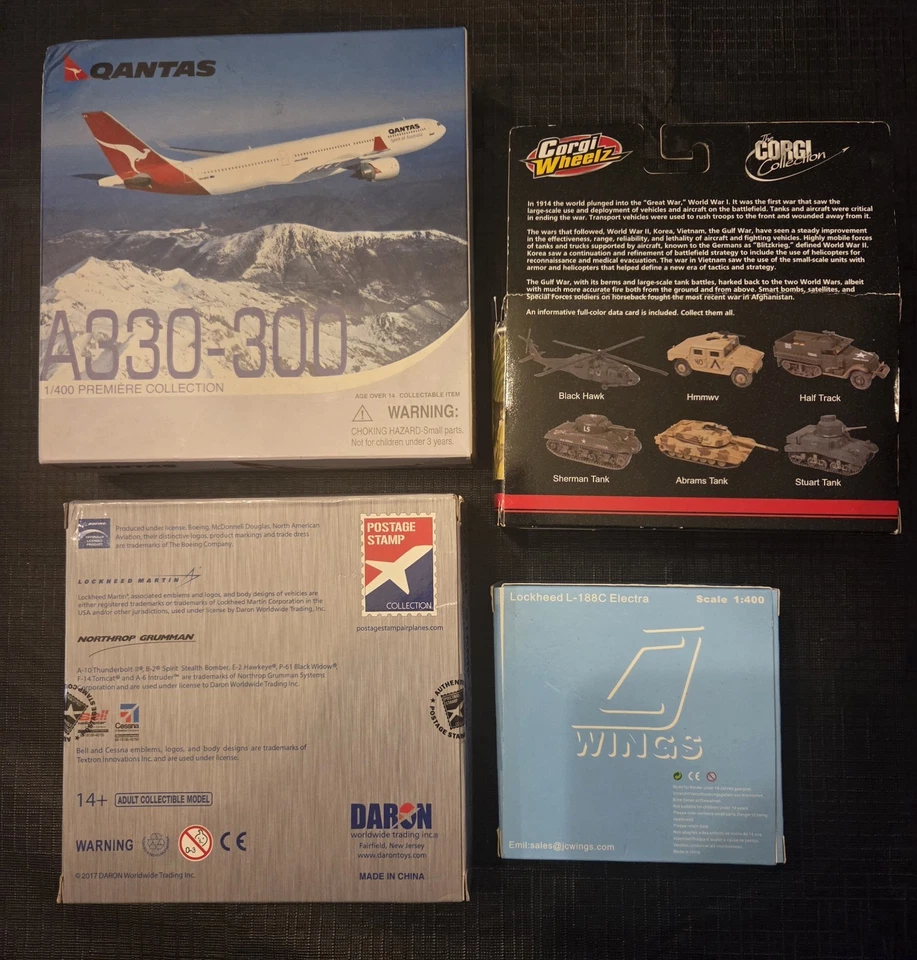 QANTAS
QANTAS
Spirit of Australia
A330-300
1/400 PREMIÈRE COLLECTION
AGE OVER 14 COLLECTABLE ITEM
WARNING:
CHOKING HAZARD-Small parts.
Not for children under 3 years.
Corgi
Wheelz
The
CORGI
Collection
In 1914 the world plunged into the "Great War," World War I. It was the first war that saw the
large-scale use and deployment of vehicles and aircraft on the battlefield. Tanks and aircraft were critical
in ending the war. Transport vehicles were used to rush troops to the front and wounded away from it.
The wars that followed, World War II, Korea, Vietnam, the Gulf War, have seen a steady improvement
in the effectiveness, range, reliability, and lethality of aircraft and fighting vehicles. Highly mobile forces
of tanks and trucks supported by aircraft, known to the Germans as "Blitzkrieg," defined World War II.
Korea saw a continuation and refinement of battlefield strategy to include the use of helicopters for
reconnaissance and medical evacuation. The war in Vietnam saw the use of the small-scale units with
armor and helicopters that helped define a new era of tactics and strategy.
The Gulf War, with its berms and large-scale tank battles, harked back to the two World Wars, albeit
with much more accurate fire both from the ground and from above. Smart bombs, satellites, and
Special Forces soldiers on horseback fought the most recent war in Afghanistan.
An informative full-color data card is included. Collect them all.
Black Hawk
Hmmwv
Half Track
Sherman Tank
Abrams Tank
Stuart Tank
BOEING
Produced under license. Boeing, McDonnell Douglas, North American
Aviation, their distinctive logos, product markings and trade dress
are trademarks of The Boeing Company.
LOCKHEED MARTIN
Lockheed Martin®, associated emblems and logos, and body designs of vehicles are
either registered trademarks or trademarks of Lockheed Martin Corporation in the
USA and/or other jurisdictions, used under license by Daron Worldwide Trading, Inc.
NORTHROP GRUMMAN
A-10 Thunderbolt II®, B-2® Spirit Stealth Bomber, E-2 Hawkeye®, P-61 Black Widow®,
F-14 Tomcat® and A-6 Intruder™ are trademarks of Northrop Grumman Systems
Corporation and are used under license to Daron Worldwide Trading Inc.
Bell
Cessna
Bell and Cessna emblems, logos, and body designs are trademarks of
Textron Innovations Inc. and are used under license.
14+ ADULT COLLECTIBLE MODEL
WARNING 0-3 CE
©2017 DARON Worldwide Trading Inc.
POSTAGE
STAMP
COLLECTION
postagestampairplanes.com
AUTHENT
POSTAGE S
DARON
worldwide trading inc.
Fairfield, New Jersey
www.darontoys.com
MADE IN CHINA
Lockheed L-188C Electra Scale 1:400
WINGS
CE
Emil:sales@jcwings.com